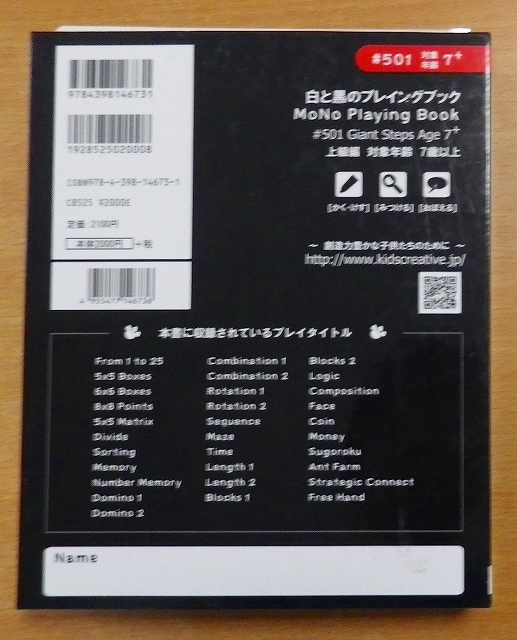 #501 対象年齢 7+
9784398146731
1928525020008
ISBN978-4-398-14673-1
C8525 ¥2000E
定価 2100円
本体2000円 +税
4955477146736
白と黒のプレイングブック
MoNo Playing Book
#501 Giant Steps Age 7+
上級編 対象年齢 7歳以上
[かく・けす] [みつける] [おぼえる]
~ 創造力豊かな子供たちのために ~
http://www.kidscreative.jp/
本書に収録されているプレイタイトル
From 1 to 25
5x5 Boxes
6x6 Boxes
8x8 Points
5x5 Matrix
Divide
Sorting
Memory
Number Memory
Domino 1
Domino 2
Combination 1
Combination 2
Rotation 1
Rotation 2
Sequence
Maze
Time
Length 1
Length 2
Blocks 1
Blocks 2
Logic
Composition
Face
Coin
Money
Sugoroku
Ant Farm
Strategic Connect
Free Hand
Name